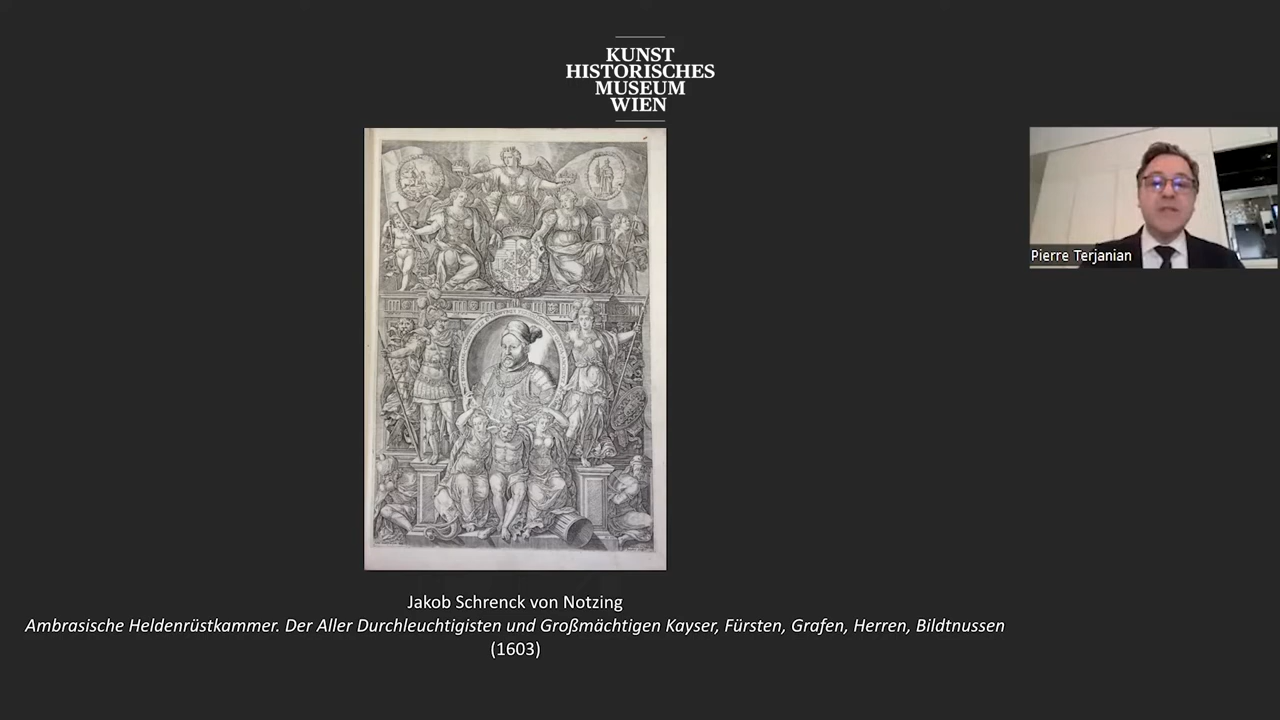 KUNST
HISTORISCHES
MUSEUM
WIEN
Pierre Terjanian
Jakob Schrenck von Notzing
Ambrasische Heldenrüstkammer. Der Aller Durchleuchtigisten und Großmächtigen Kayser, Fürsten, Grafen, Herren, Bildtnussen
(1603)